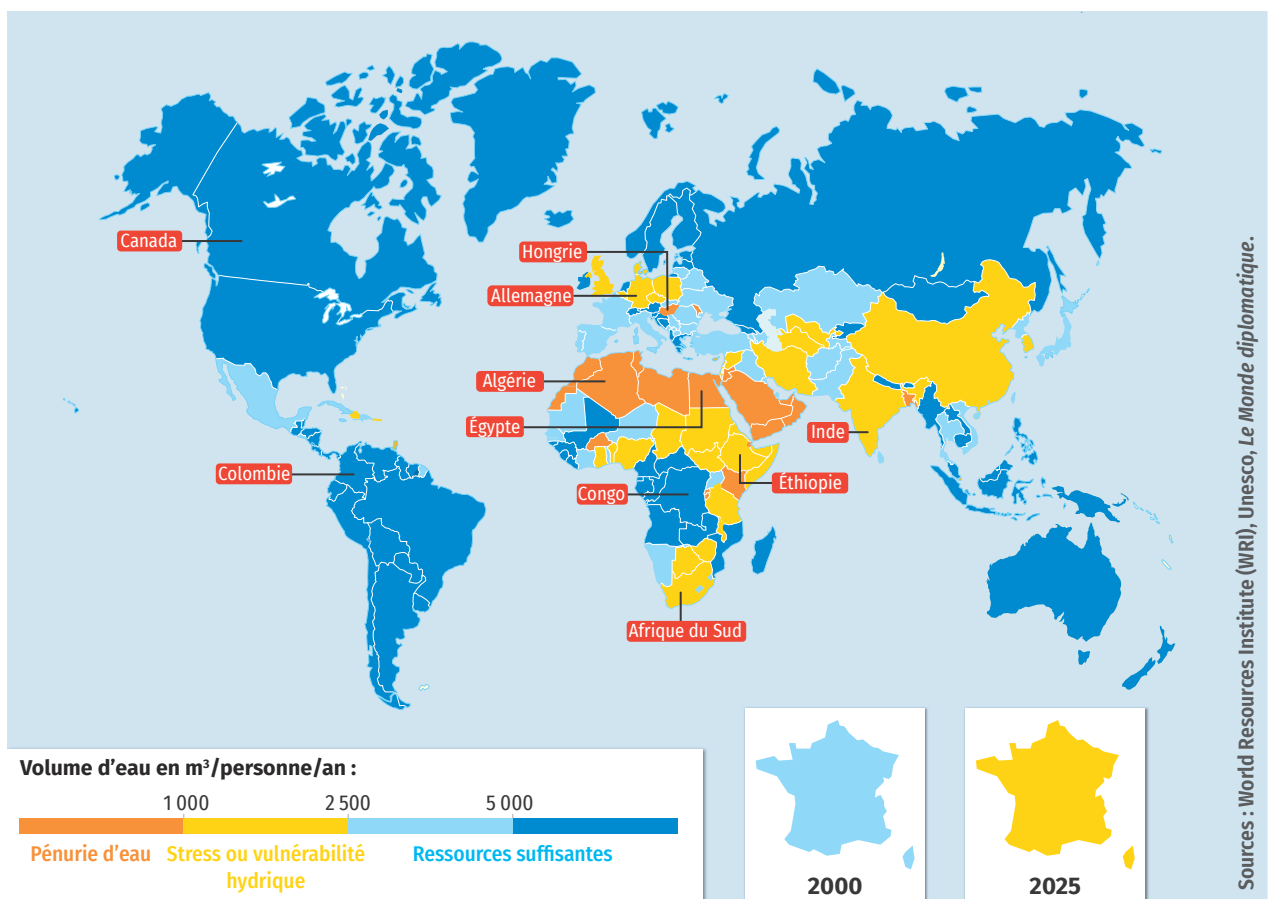 Canada
Hongrie
Allemagne
Algérie
Égypte
Inde
Colombie
Congo
Éthiopie
Afrique du Sud
Volume d'eau en m³/personne/an :
1 000 2 500 5 000
Pénurie d'eau Stress ou vulnérabilité hydrique Ressources suffisantes
2000 2025
Sources : World Resources Institute (WRI), Unesco, Le Monde diplomatique.